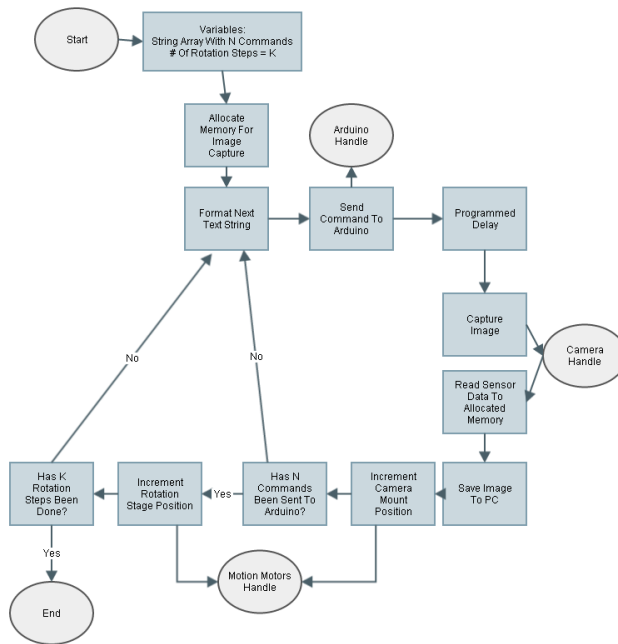 Start
Variables:
String Array With N Commands
# Of Rotation Steps = K
Allocate
Memory For
Image
Capture
Arduino
Handle
Format Next
Text String
Send
Command To
Arduino
Programmed
Delay
Capture
Image
Camera
Handle
No
No
Read Sensor
Data To
Allocated
Memory
Has K
Rotation
Steps Been
Done?
Increment
Rotation
Stage Position
Yes
Has N
Commands
Been Sent To
Arduino?
Increment
Camera
Mount
Position
Save Image
To PC
Yes
Motion Motors
Handle
End